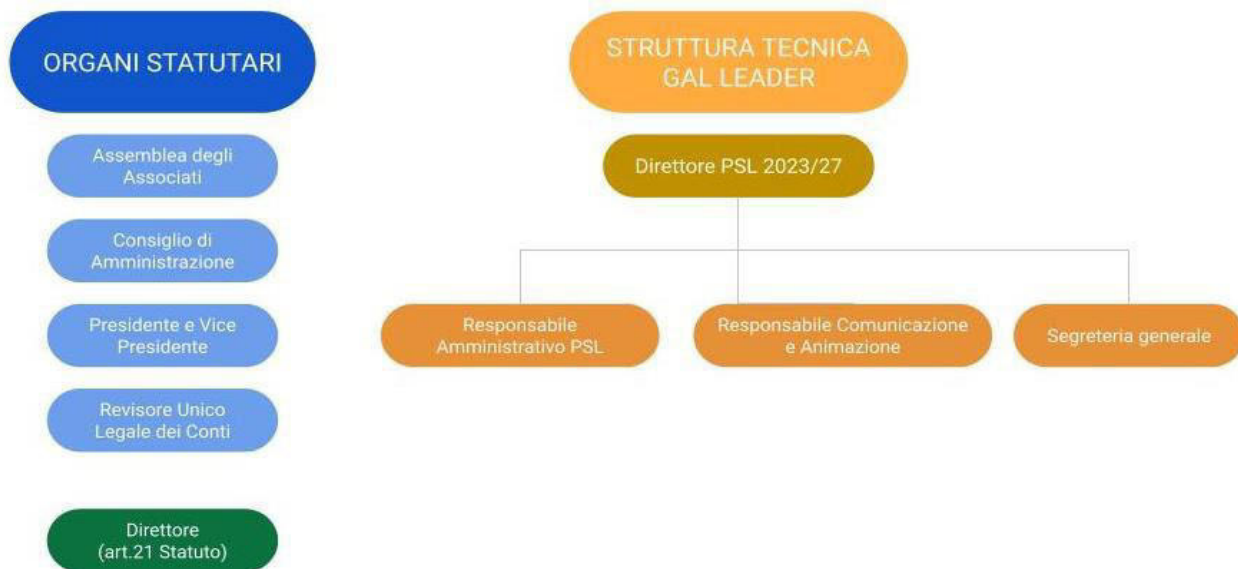 ORGANI STATUTARI
Assemblea degli
Associati
Consiglio di
Amministrazione
Presidente e Vice
Presidente
Revisore Unico
Legale dei Conti
Direttore
(art.21 Statuto)
STRUTTURA TECNICA
GAL LEADER
Direttore PSL 2023/27
Responsabile
Amministrativo PSL
Responsabile Comunicazione
e Animazione
Segreteria generale